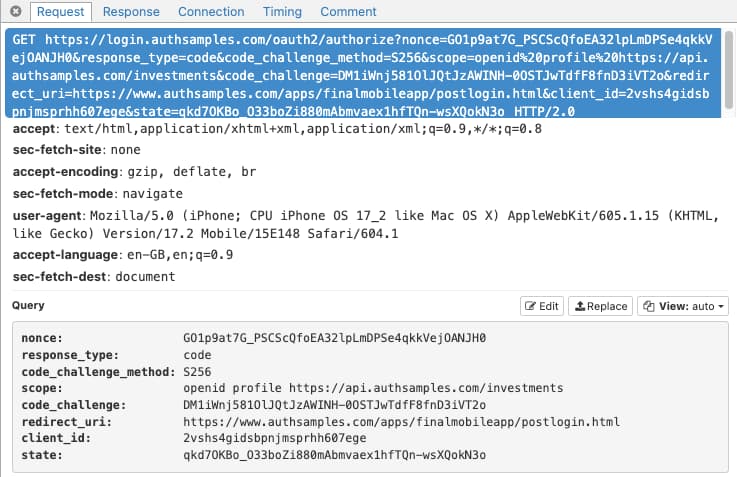 Request Response Connection Timing Comment
GET https://login.authsamples.com/oauth2/authorize?nonce=GO1p9at7G_PSCScQfoEA32lpLmDPSe4qkkV
ejOANJH0&response_type=code&code_challenge_method=S256&scope=openid%20profile%20https://api.
authsamples.com/investments&code_challenge=DM1iWnj581OlJQtJzAWINH-0OSTJwTdfF8fnD3iVT2o&redir
ect_uri=https://www.authsamples.com/apps/finalmobileapp/postlogin.html&client_id=2vshs4gidsb
pnjmsprhh607ege&state=qkd7OKBo_O33boZi880mAbmvaex1hfTQn-wsXQokN3o HTTP/2.0
accept: text/html,application/xhtml+xml,application/xml;q=0.9,*/*;q=0.8
sec-fetch-site: none
accept-encoding: gzip, deflate, br
sec-fetch-mode: navigate
user-agent: Mozilla/5.0 (iPhone; CPU iPhone OS 17_2 like Mac OS X) AppleWebKit/605.1.15 (KHTML,
like Gecko) Version/17.2 Mobile/15E148 Safari/604.1
accept-language: en-GB,en;q=0.9
sec-fetch-dest: document
Query Edit Replace View: auto
nonce: GO1p9at7G_PSCScQfoEA32lpLmDPSe4qkkVejOANJH0
response_type: code
code_challenge_method: S256
scope: openid profile https://api.authsamples.com/investments
code_challenge: DM1iWnj581OlJQtJzAWINH-0OSTJwTdfF8fnD3iVT2o
redirect_uri: https://www.authsamples.com/apps/finalmobileapp/postlogin.html
client_id: 2vshs4gidsbpnjmsprhh607ege
state: qkd7OKBo_O33boZi880mAbmvaex1hfTQn-wsXQokN3o